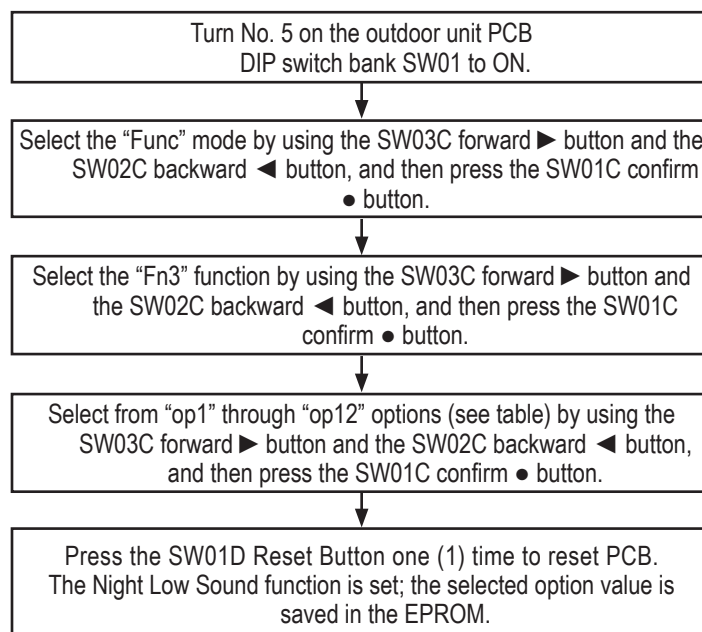 Turn No. 5 on the outdoor unit PCB
DIP switch bank SW01 to ON.
Select the “Func” mode by using the SW03C forward ► button and the
SW02C backward ◄ button, and then press the SW01C confirm
● button.
Select the “Fn3” function by using the SW03C forward ► button and
the SW02C backward ◄ button, and then press the SW01C
confirm ● button.
Select from “op1” through “op12” options (see table) by using the
SW03C forward ► button and the SW02C backward ◄ button,
and then press the SW01C confirm ● button.
Press the SW01D Reset Button one (1) time to reset PCB.
The Night Low Sound function is set; the selected option value is
saved in the EPROM.